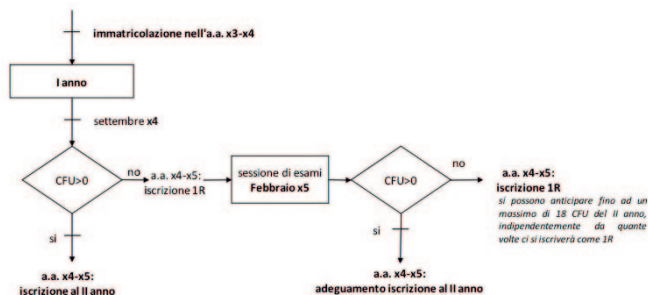 immatricolazione nell'a.a. x3-x4
I anno
settembre x4
CFU>0
no
a.a. x4-x5:
iscrizione 1R
sessione di esami
Febbraio x5
CFU>0
no
a.a. x4-x5:
iscrizione 1R
si possono anticipare fino ad un
massimo di 18 CFU del II anno,
indipendentemente da quante
volte ci si iscriverà come 1R
si
a.a. x4-x5:
iscrizione al II anno
si
a.a. x4-x5:
adeguamento iscrizione al II anno